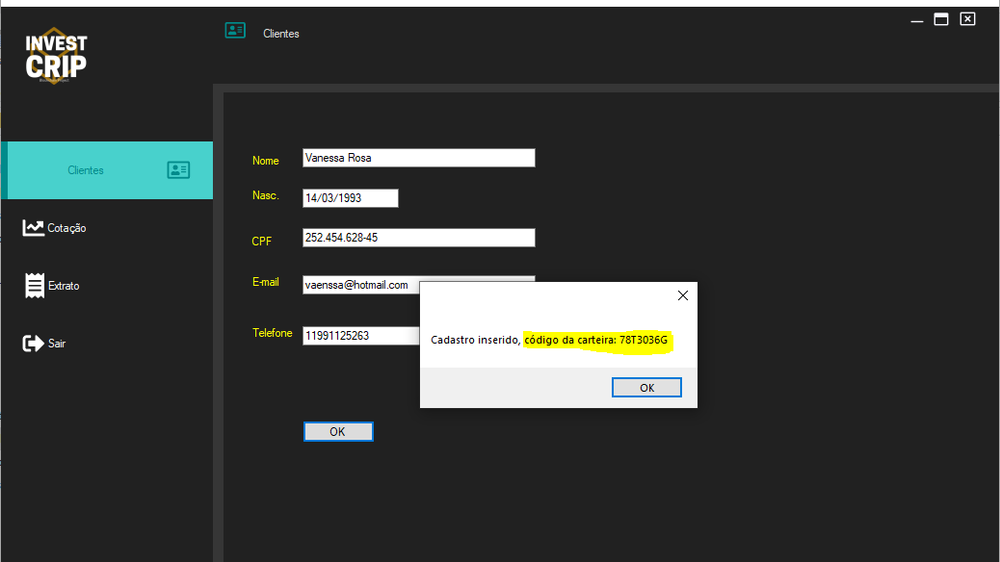 INVEST
CRIP
Clientes
Clientes
Cotação
Extrato
Sair
Nome Vanessa Rosa
Nasc. 14/03/1993
CPF 252.454.628-45
E-mail vaenssa@hotmail.com
Telefone 11991125263
Cadastro inserido, código da carteira: 78T3036G
OK
OK